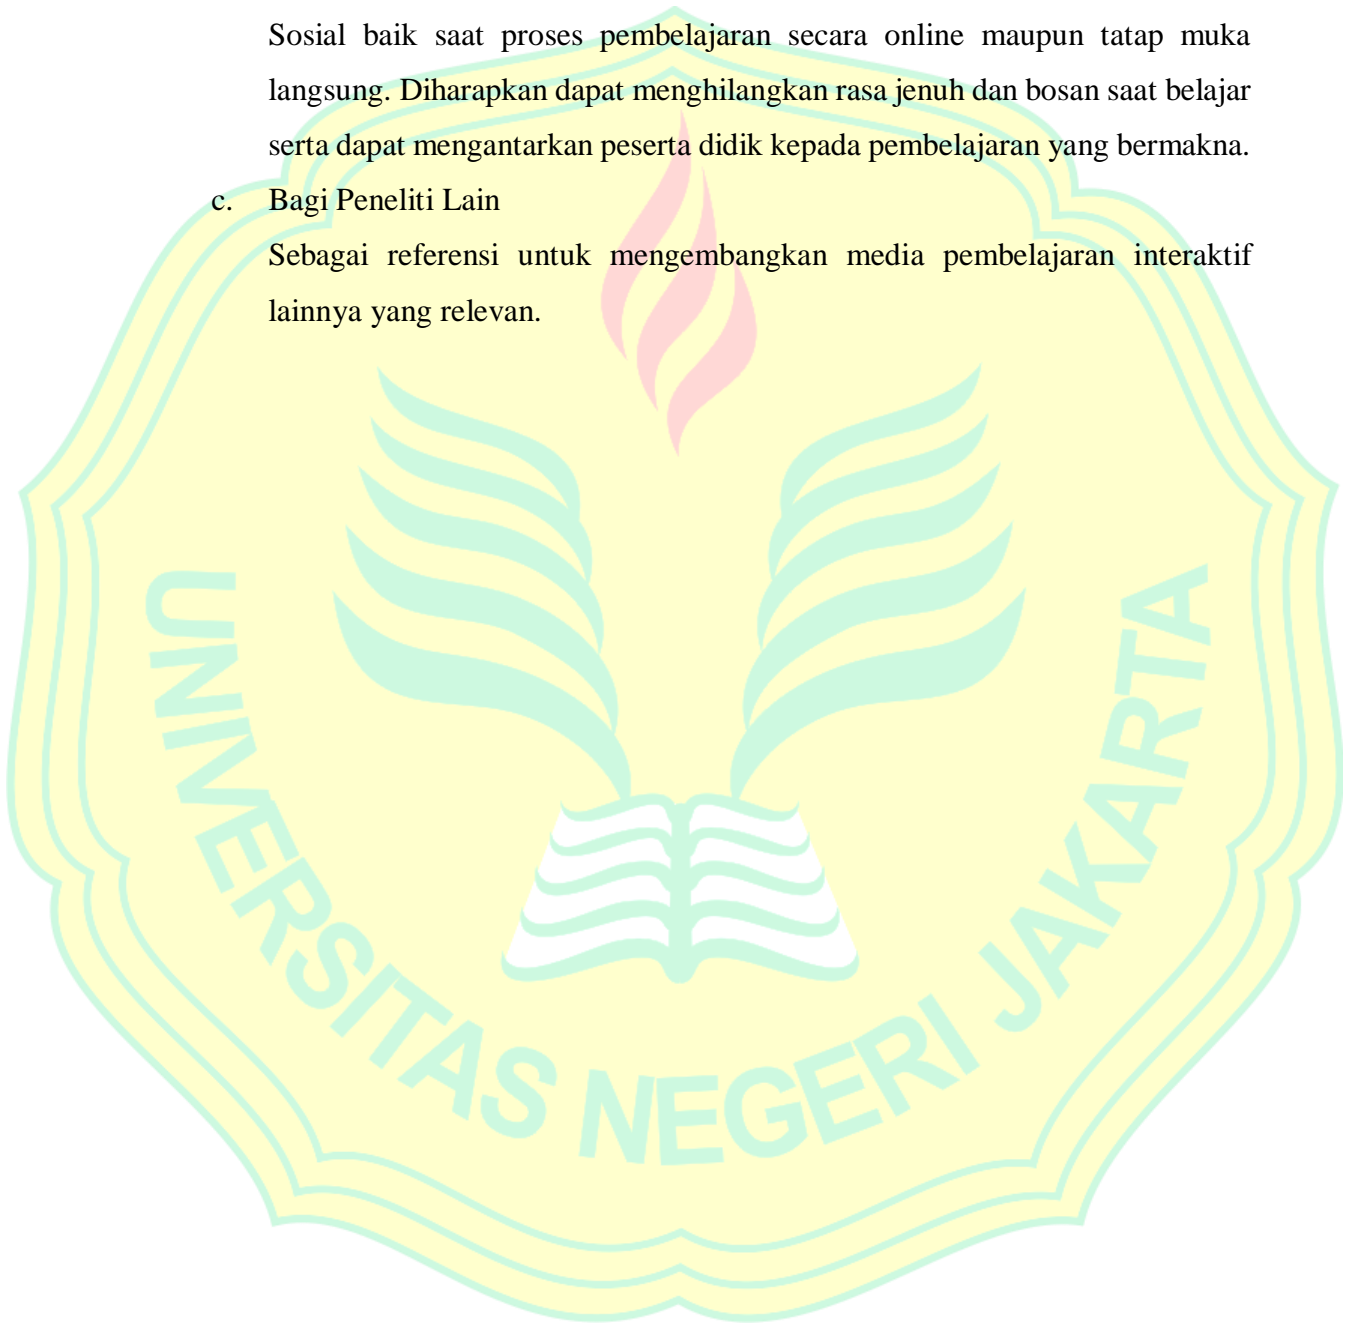 Sosial baik saat proses pembelajaran secara online maupun tatap muka
langsung. Diharapkan dapat menghilangkan rasa jenuh dan bosan saat belajar
serta dapat mengantarkan peserta didik kepada pembelajaran yang bermakna.
c. Bagi Peneliti Lain
Sebagai referensi untuk mengembangkan media pembelajaran interaktif
lainnya yang relevan.
UNIVERSITAS NEGERI JAKARTA